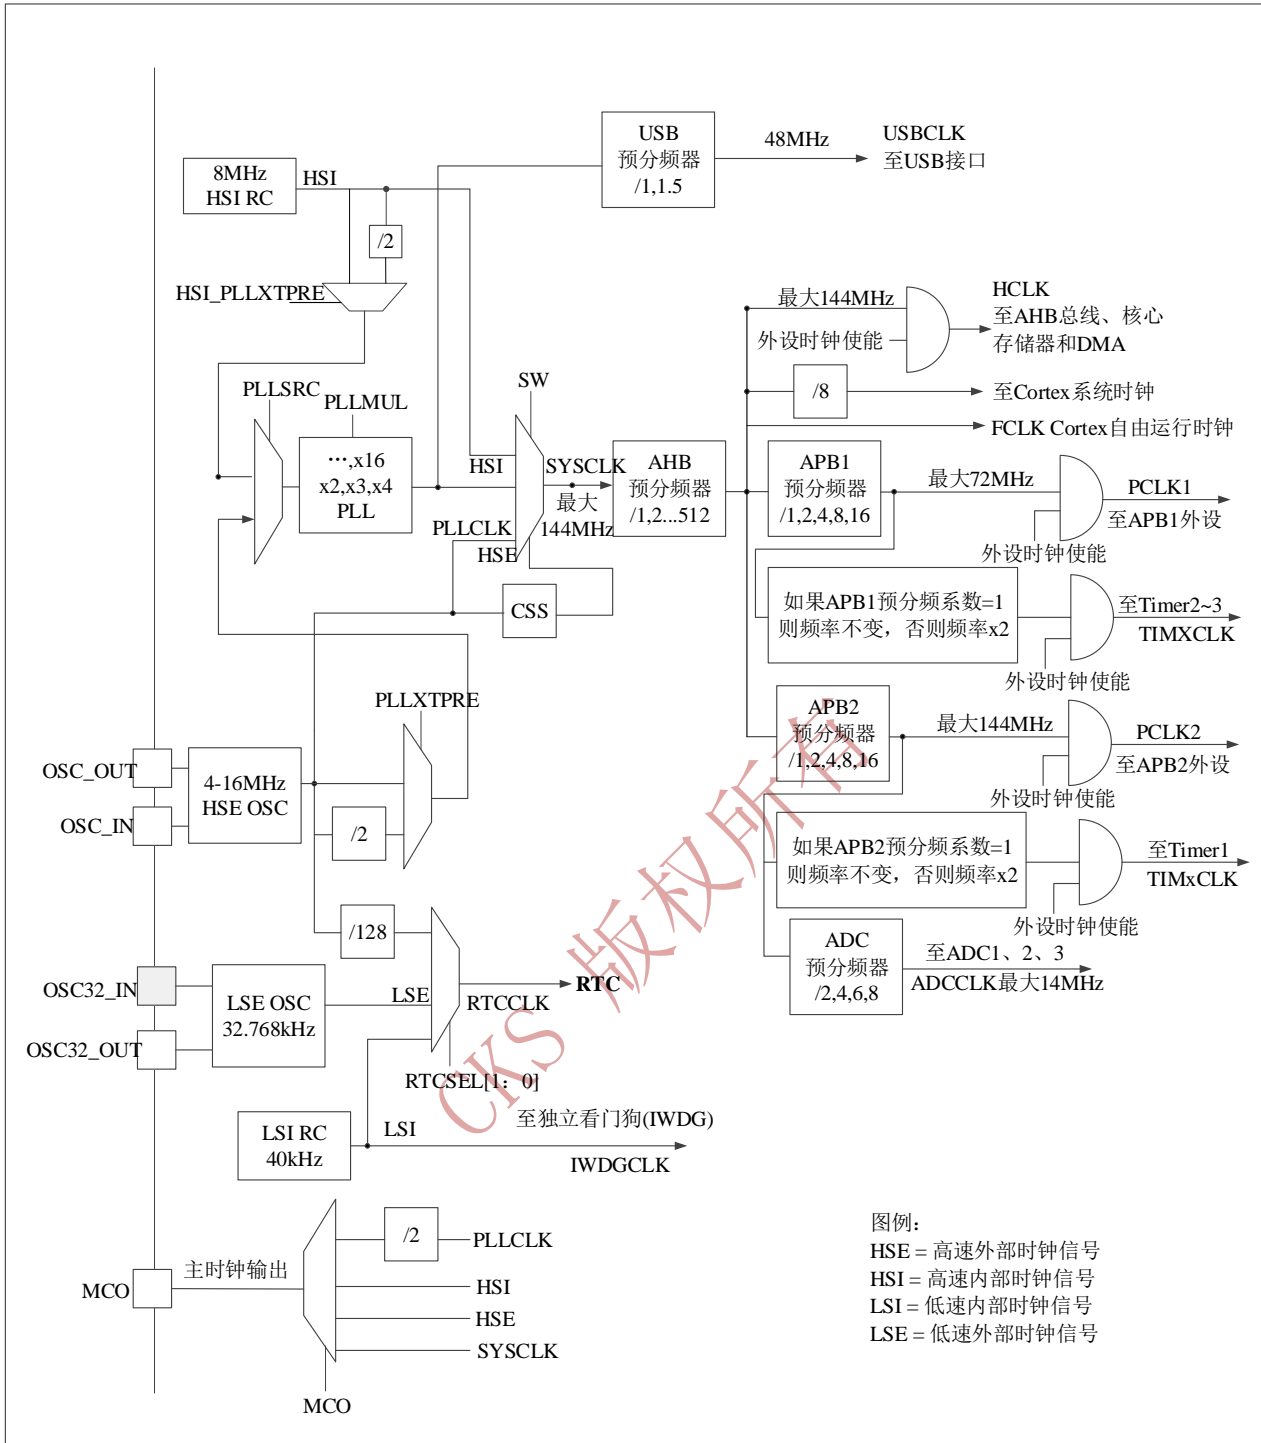 USB
预分频器
/1,1.5
48MHz
USBCLK
至USB接口
8MHz
HSI RC
HSI
/2
HSI_PLLXTPRE
最大144MHz
外设时钟使能
HCLK
至AHB总线、核心
存储器和DMA
/8
至Cortex系统时钟
FCLK Cortex自由运行时钟
PLLSRC
PLLMUL
…,x16
x2,x3,x4
PLL
SW
HSI
PLLCLK
HSE
SYSCLK
最大
144MHz
AHB
预分频器
/1,2...512
APB1
预分频器
/1,2,4,8,16
最大72MHz
PCLK1
至APB1外设
外设时钟使能
CSS
如果APB1预分频系数=1
则频率不变，否则频率x2
至Timer2~3
TIMXCLK
外设时钟使能
PLLXTPRE
APB2
预分频器
/1,2,4,8,16
最大144MHz
PCLK2
至APB2外设
外设时钟使能
OSC_OUT
OSC_IN
4-16MHz
HSE OSC
/2
如果APB2预分频系数=1
则频率不变，否则频率x2
至Timer1
TIMxCLK
外设时钟使能
/128
ADC
预分频器
/2,4,6,8
至ADC1、2、3
ADCCLK最大14MHz
OSC32_IN
OSC32_OUT
LSE OSC
32.768kHz
LSE
RTCCLK
RTC
RTCSEL[1：0]
LSI RC
40kHz
LSI
至独立看门狗(IWDG)
IWDGCLK
MCO
主时钟输出
/2
PLLCLK
HSI
HSE
SYSCLK
MCO
图例：
HSE = 高速外部时钟信号
HSI = 高速内部时钟信号
LSI = 低速内部时钟信号
LSE = 低速外部时钟信号
CKS 版权所有